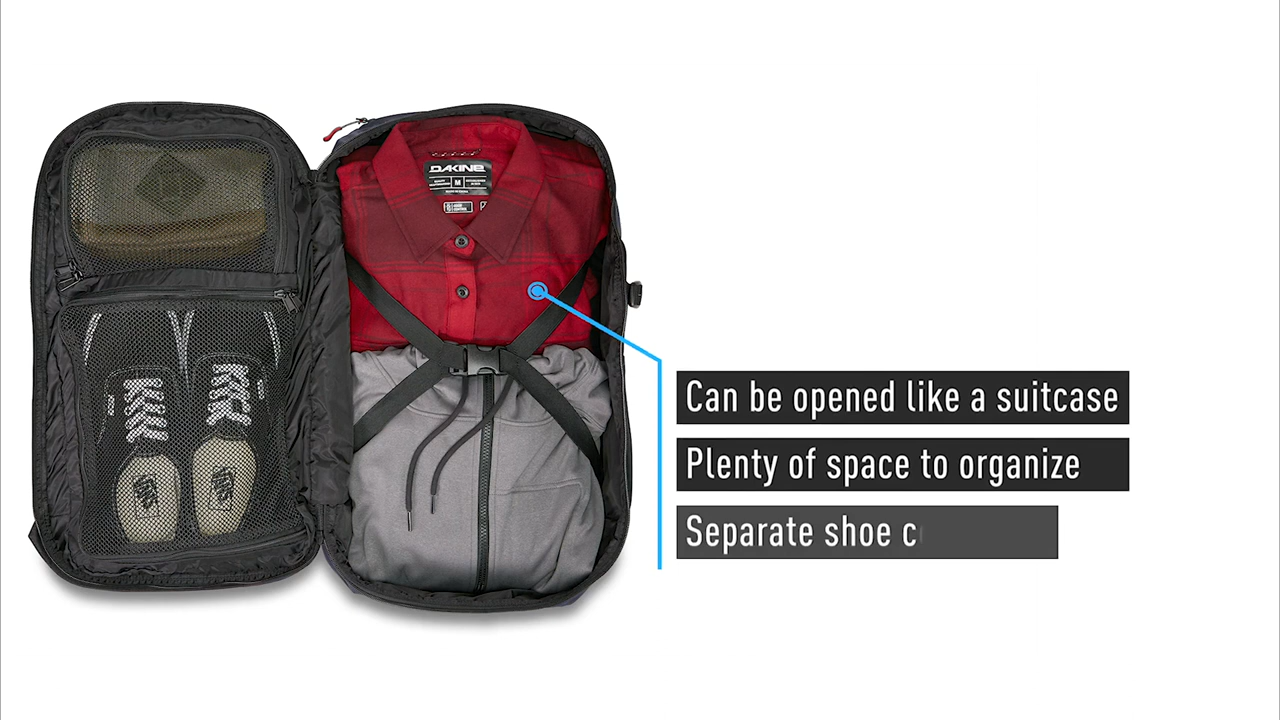 DAKINE
M
Can be opened like a suitcase
Plenty of space to organize
Separate shoe c